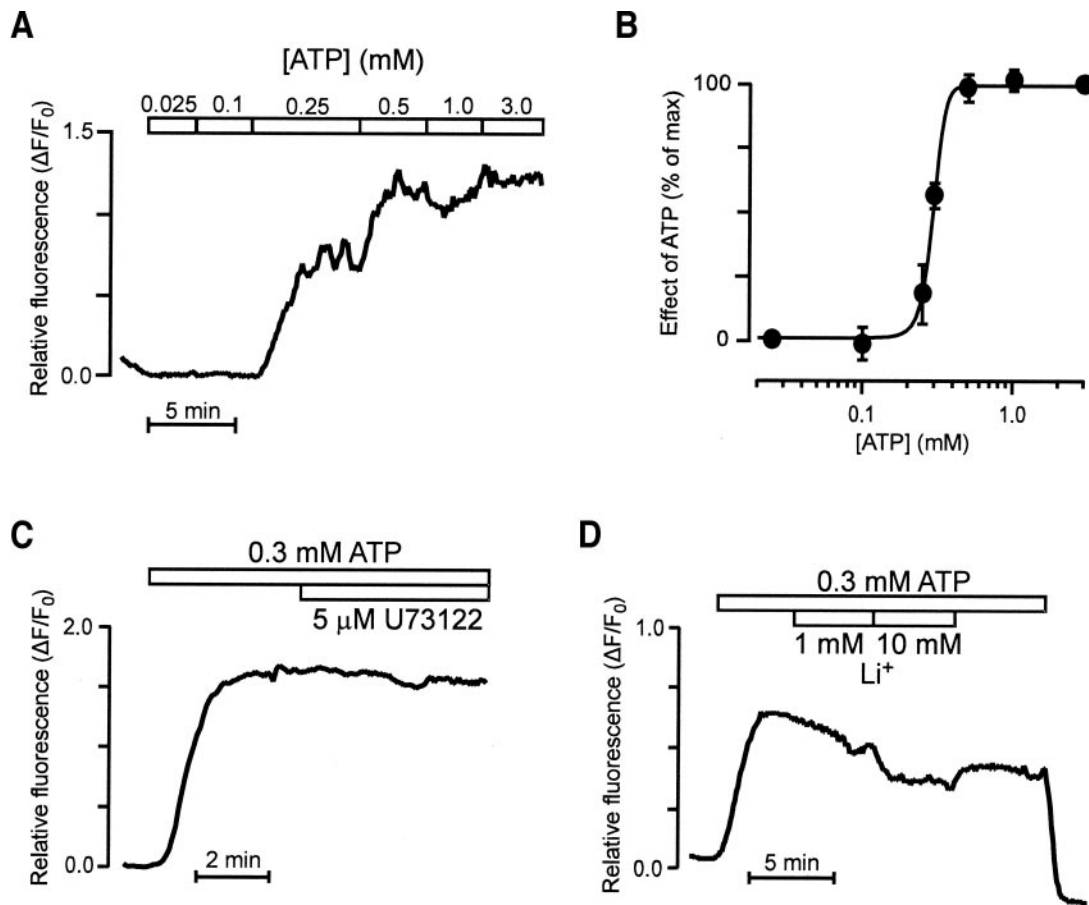 A
[ATP] (mM)
0.025 0.1 0.25 0.5 1.0 3.0
1.5
0.0
Relative fluorescence (ΔF/F₀)
5 min
B
100
0
Effect of ATP (% of max)
0.1 1.0
[ATP] (mM)
C
0.3 mM ATP
5 μM U73122
2.0
0.0
Relative fluorescence (ΔF/F₀)
2 min
D
0.3 mM ATP
1 mM 10 mM
Li⁺
1.0
0.0
Relative fluorescence (ΔF/F₀)
5 min